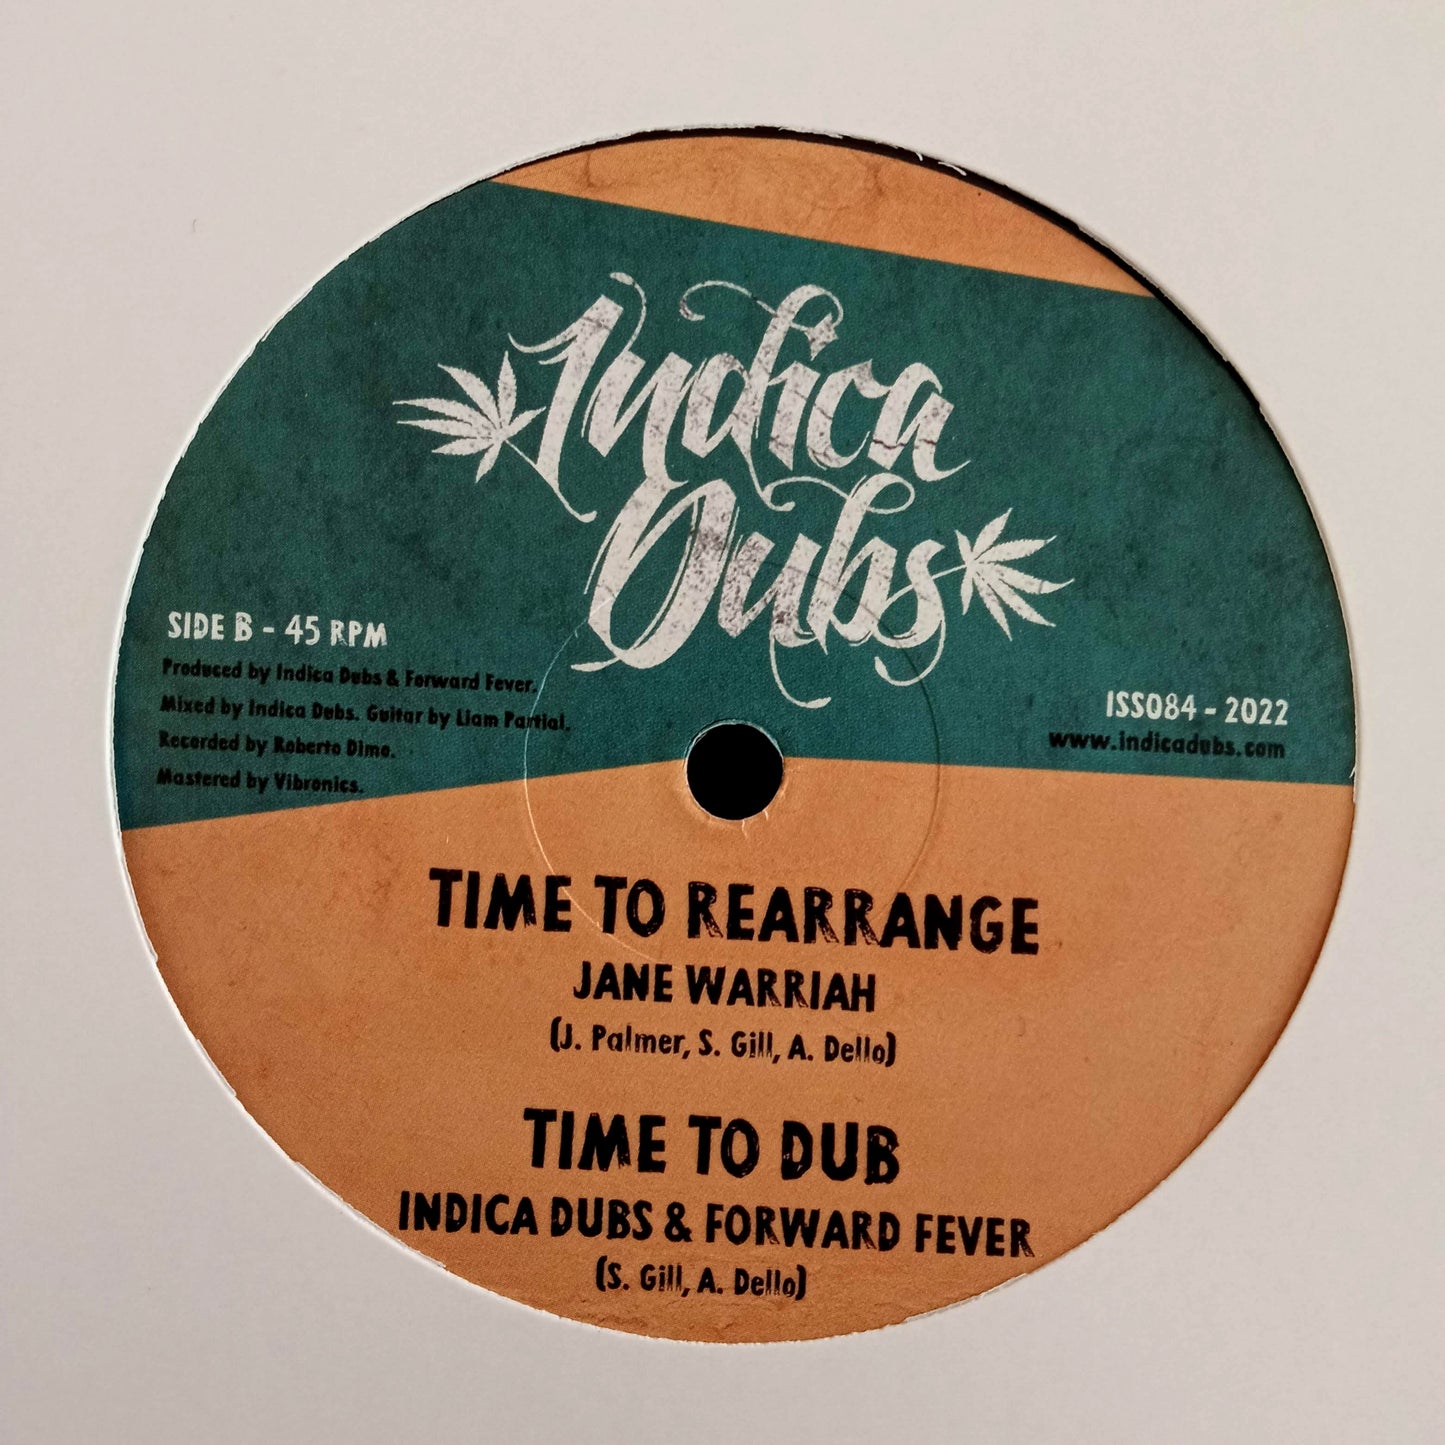 Indica
Dubs
SIDE B - 45 RPM
Produced by Indica Dubs & Forward Fever.
Mixed by Indica Dubs. Guitar by Liam Partial.
Recorded by Roberto Dimo.
Mastered by Vibronics.
ISS084 - 2022
www.indicadubs.com
TIME TO REARRANGE
JANE WARRIAH
(J. Palmer, S. Gill, A. Dello)
TIME TO DUB
INDICA DUBS & FORWARD FEVER
(S. Gill, A. Dello)